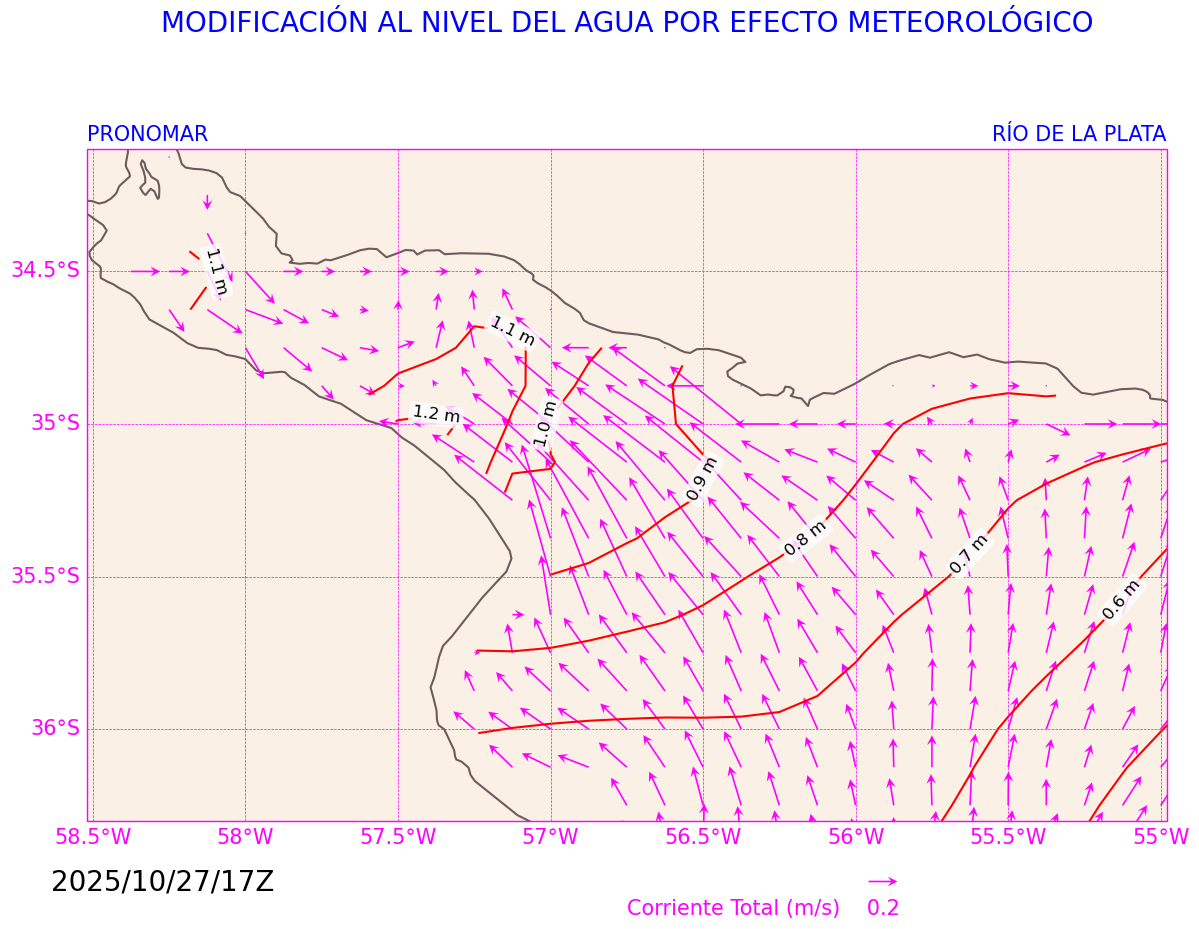 MODIFICACIÓN AL NIVEL DEL AGUA POR EFECTO METEOROLÓGICO
PRONOMAR
RÍO DE LA PLATA
1.1 m
34.5°S
1.1 m
1.2 m
1.0 m
35°S
0.9 m
0.8 m
0.7 m
35.5°S
0.6 m
36°S
58.5°W
58°W
57.5°W
57°W
56.5°W
56°W
55.5°W
55°W
2025/10/27/17Z
Corriente Total (m/s) 0.2